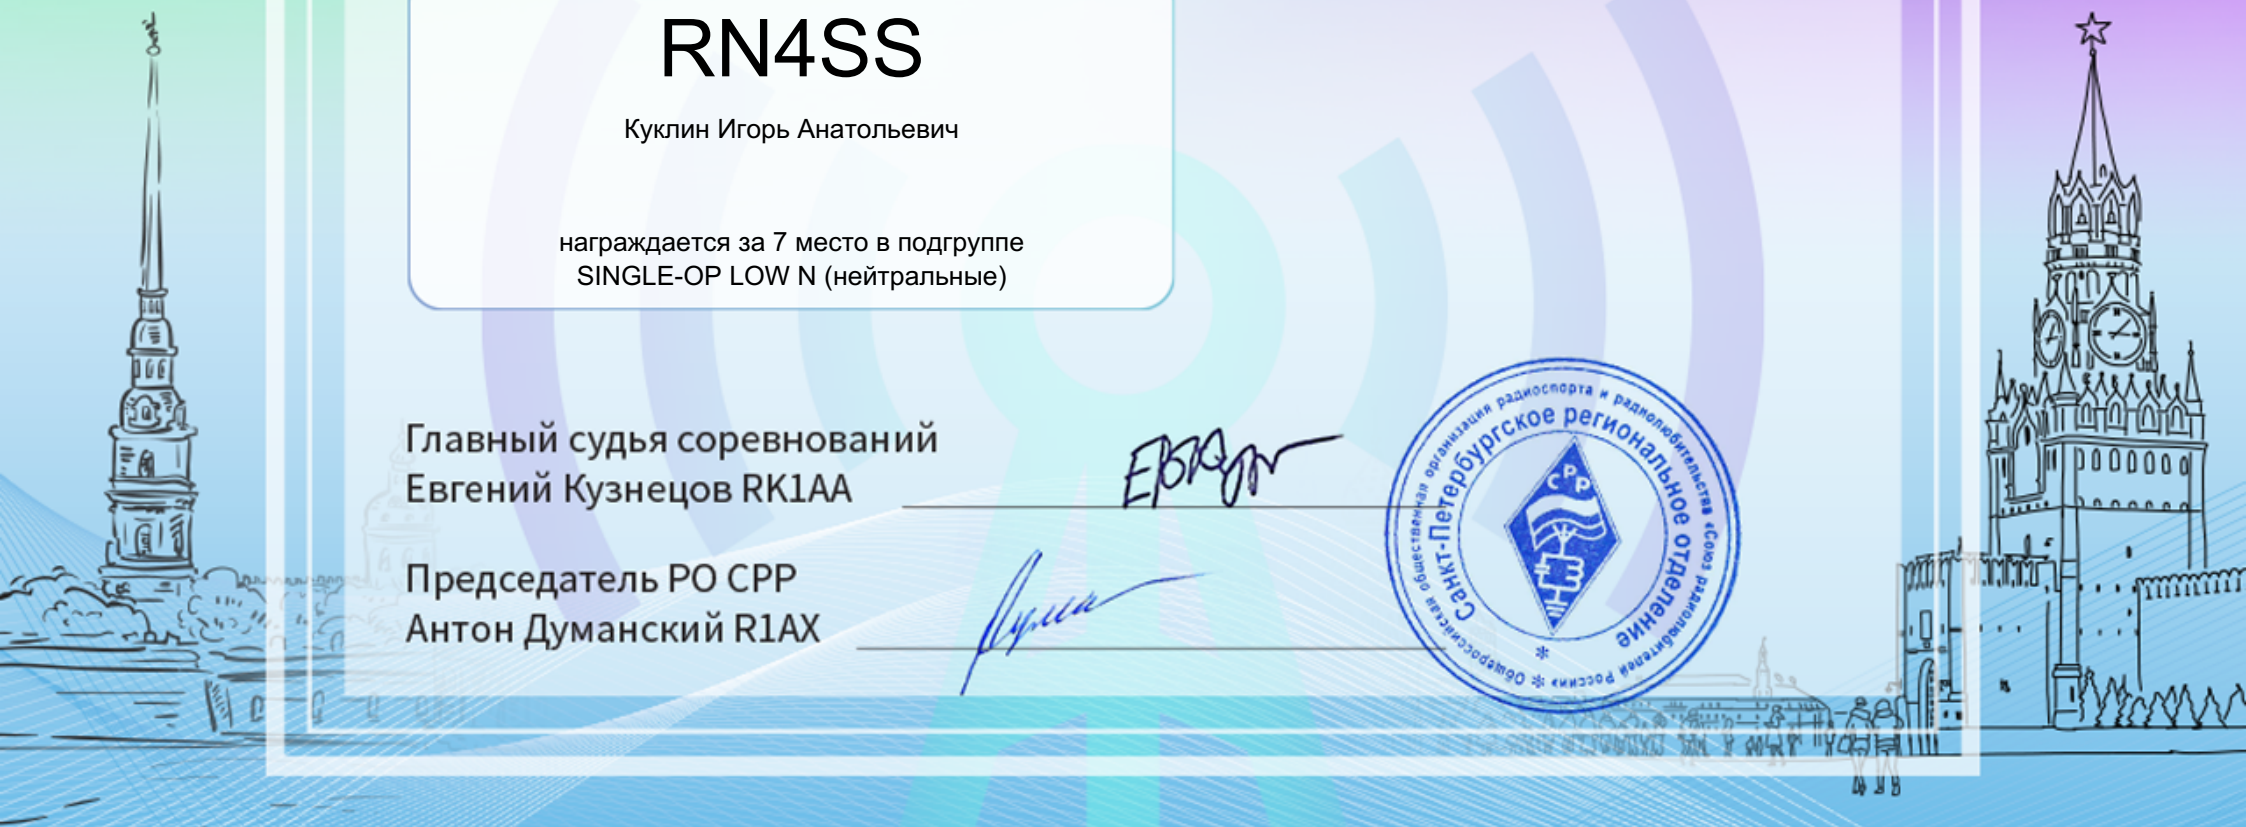 RN4SS
Куклин Игорь Анатольевич
награждается за 7 место в подгруппе
SINGLE-OP LOW N (нейтральные)
Главный судья соревнований
Евгений Кузнецов RK1AA
Председатель РО СРР
Антон Думанский R1AX
Общероссийская общественная организация радиоспорта и радиолюбительства «Союз радиолюбителей России»
Санкт-Петербургское региональное отделение
СРР